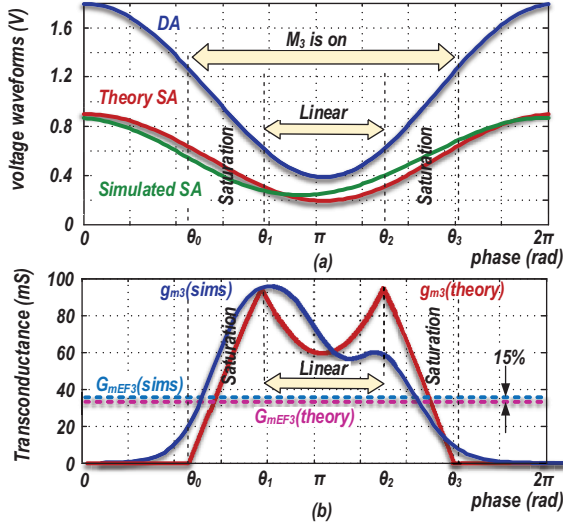 voltage waveforms (V)
1.6
1.2
0.8
0.4
0
DA
M3 is on
Theory SA
Linear
Simulated SA
Saturation
Saturation
0 θ0 θ1 π θ2 θ3 2π
(a)
phase (rad)
Transconductance (mS)
100
80
60
40
20
0
gm3(sims)
gm3(theory)
Saturation
Saturation
GmEF3(sims)
Linear
15%
GmEF3(theory)
0 θ0 θ1 π θ2 θ3 2π
(b)
phase (rad)